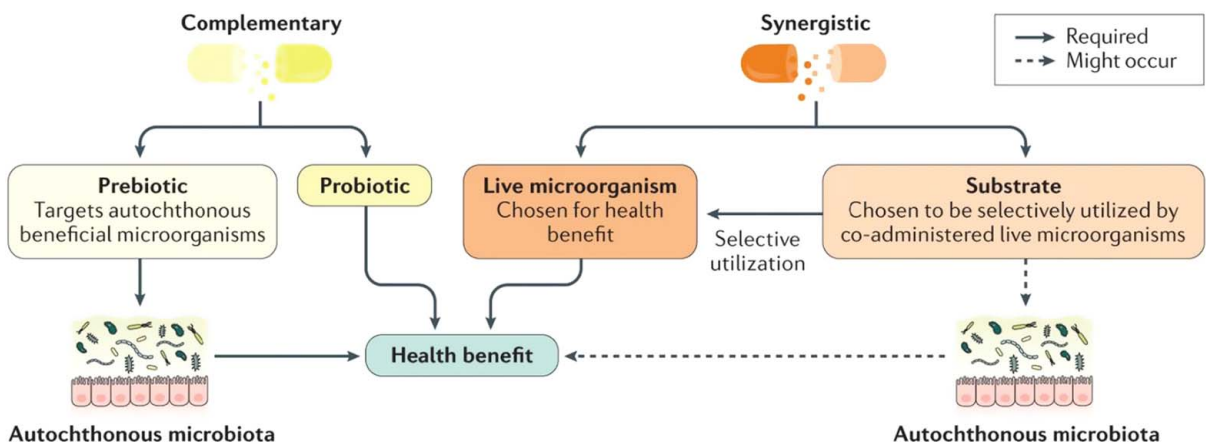 Complementary
Synergistic
Required
Might occur
Prebiotic
Targets autochthonous
beneficial microorganisms
Probiotic
Live microorganism
Chosen for health
benefit
Selective
utilization
Substrate
Chosen to be selectively utilized by
co-administered live microorganisms
Health benefit
Autochthonous microbiota
Autochthonous microbiota